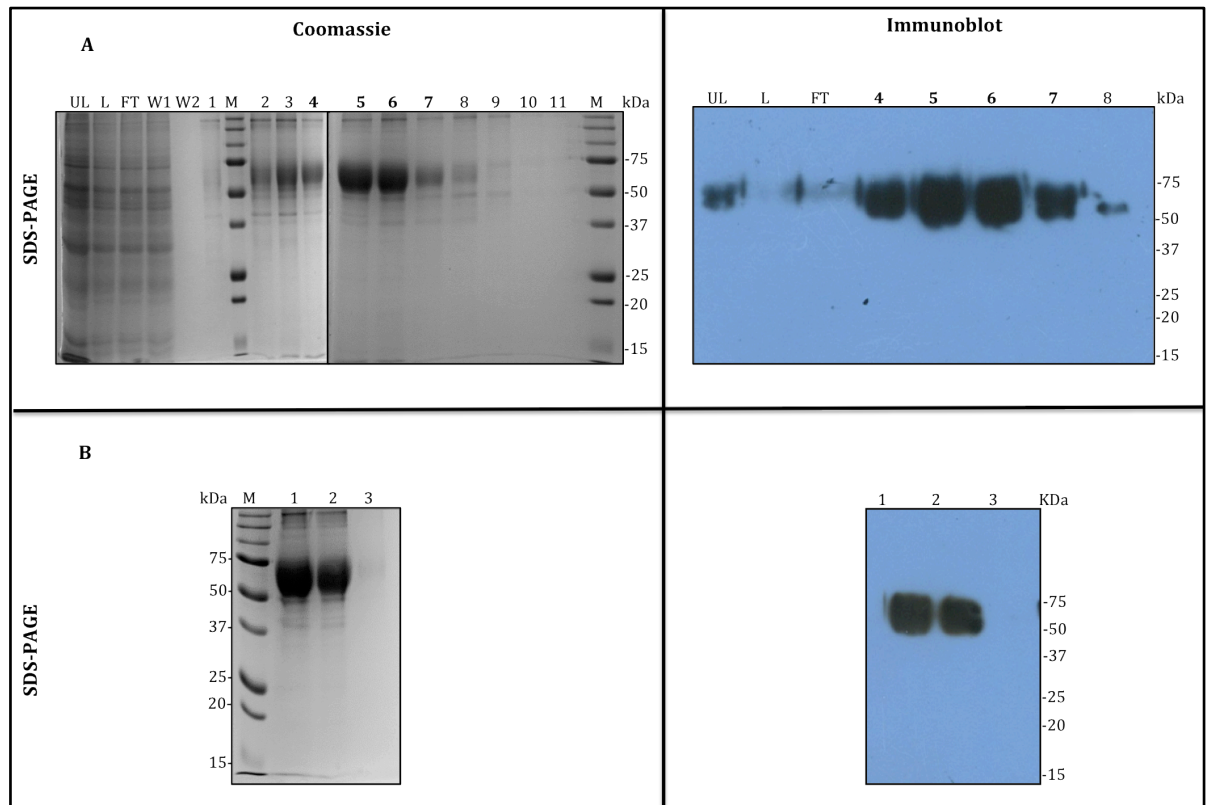 Coomassie
Immunoblot
A
UL L FT W1 W2 1 M 2 3 4 5 6 7 8 9 10 11 M kDa
-75
-50
-37
-25
-20
-15
SDS-PAGE
UL L FT 4 5 6 7 8 kDa
-75
-50
-37
-25
-20
-15
B
kDa M 1 2 3
75-
50-
37-
25-
20-
15-
SDS-PAGE
1 2 3 KDa
-75
-50
-37
-25
-20
-15